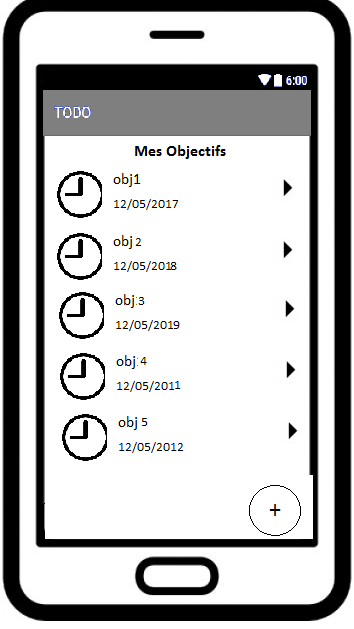 6:00
TODO
Mes Objectifs
obj1
12/05/2017
obj 2
12/05/2018
obj 3
12/05/2019
obj 4
12/05/2011
obj 5
12/05/2012
+